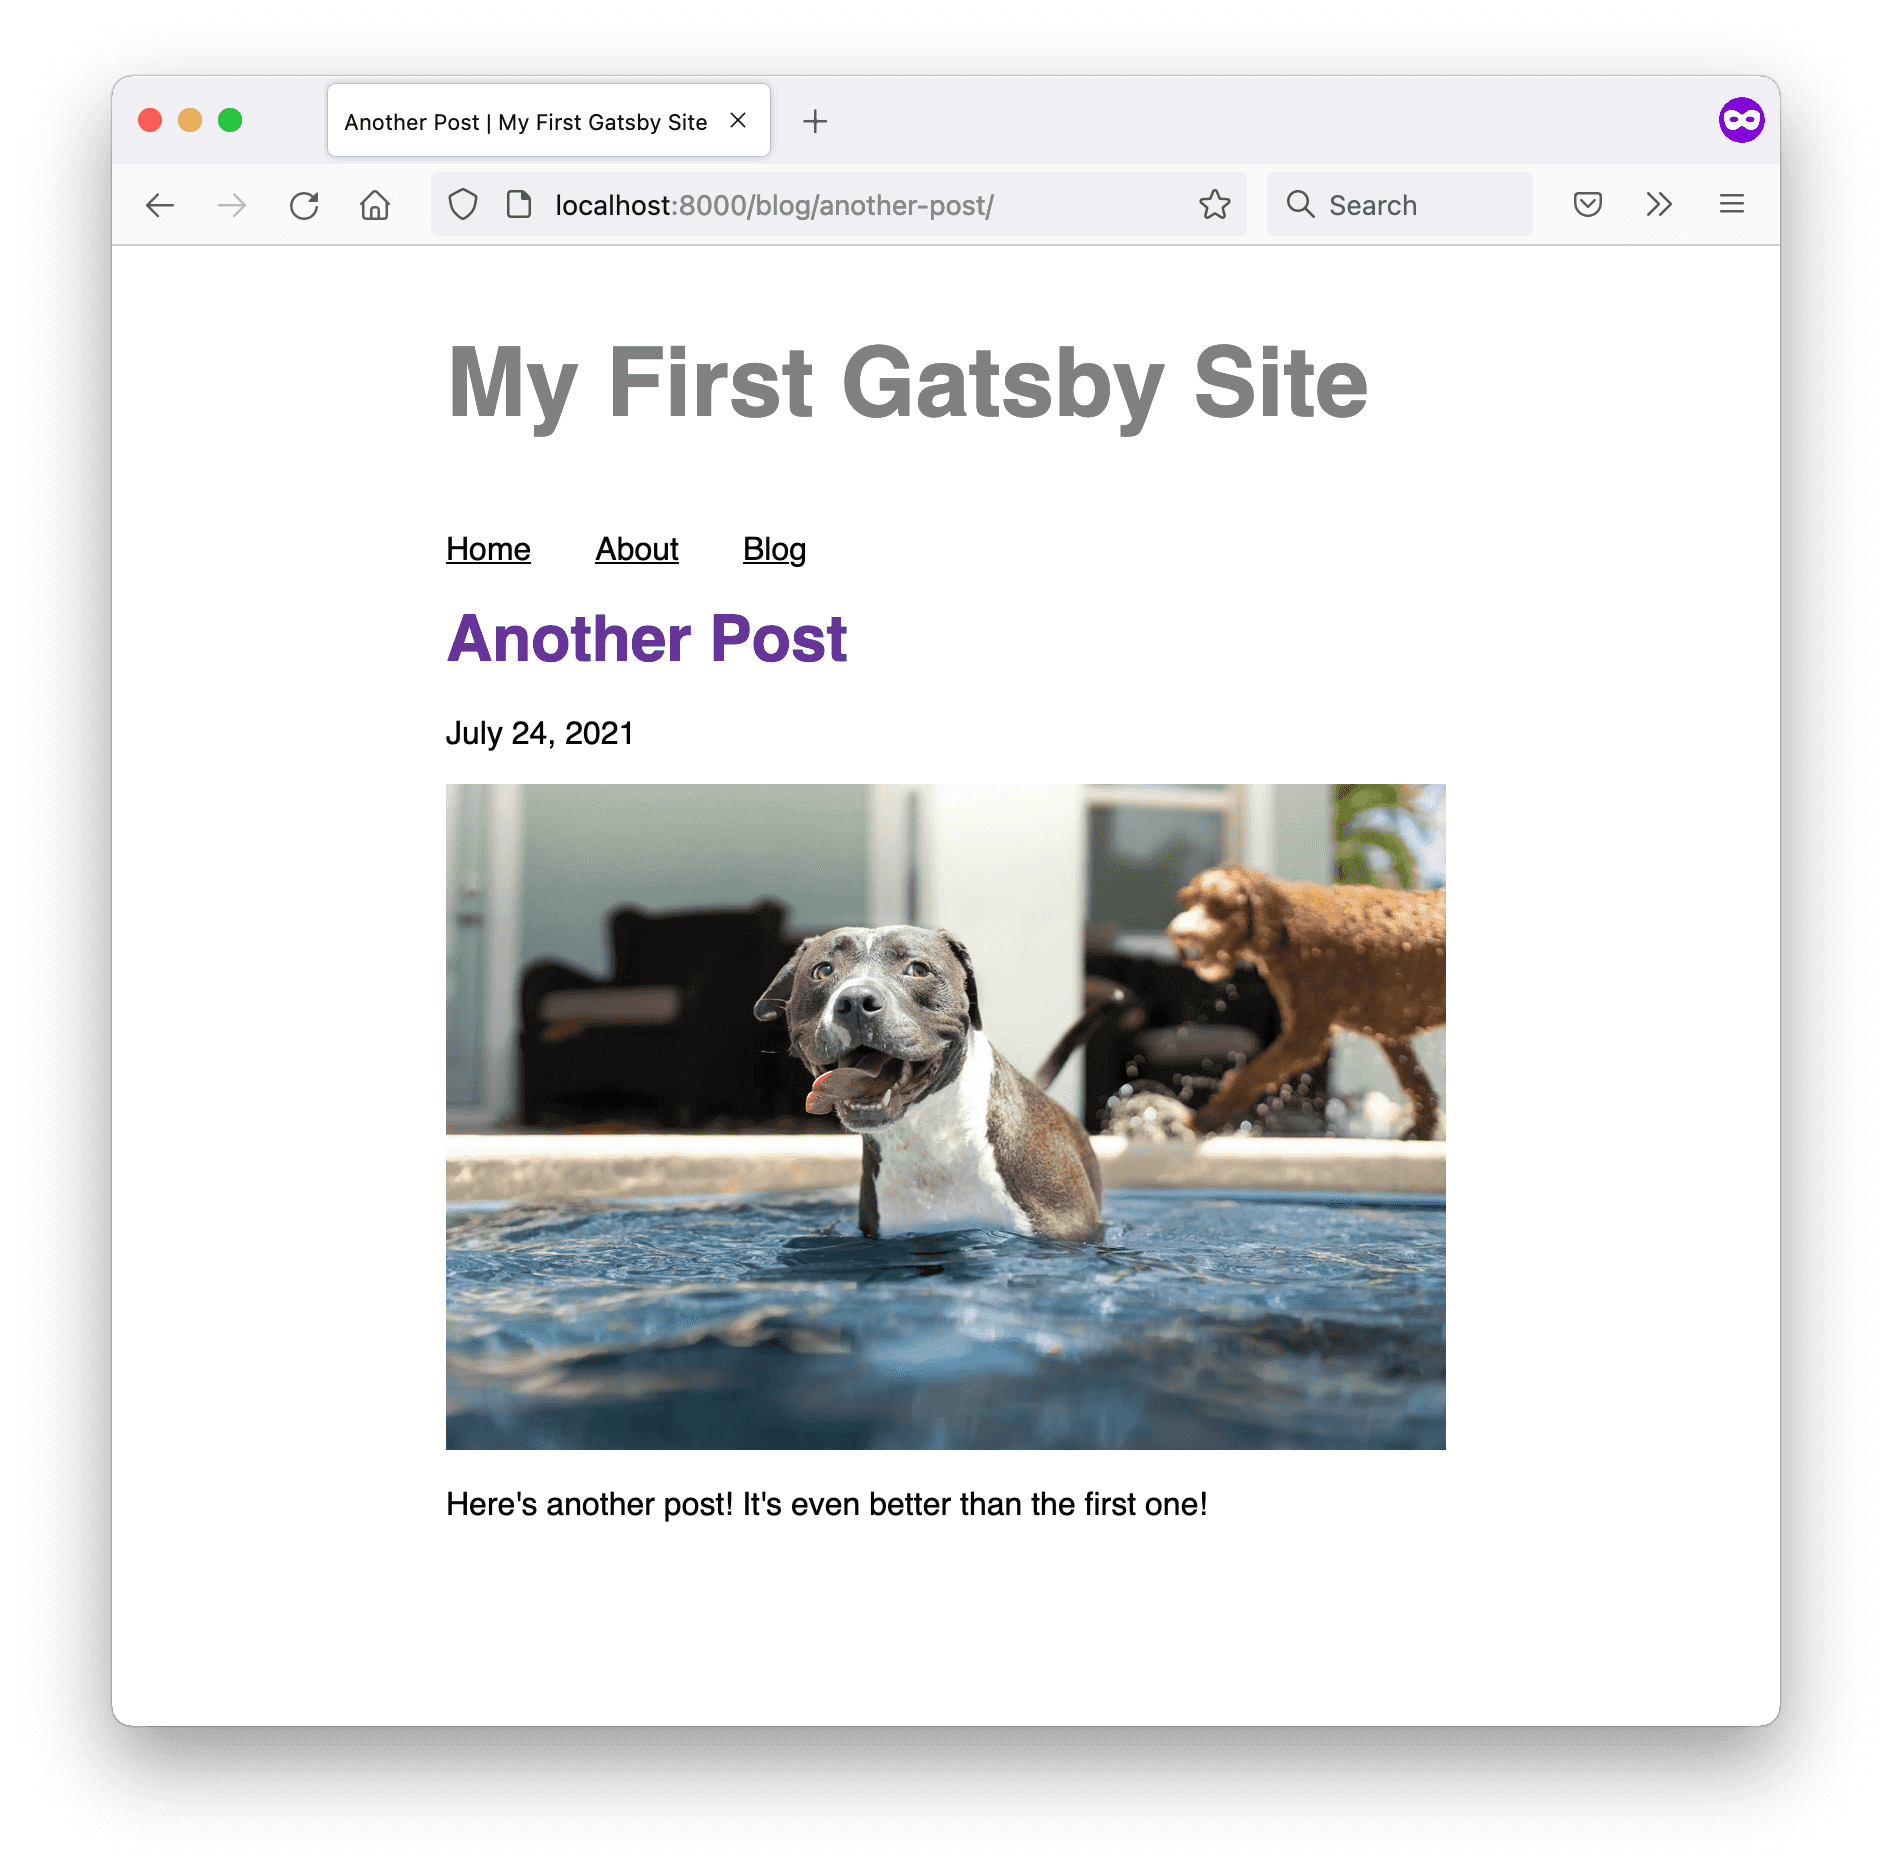 Another Post | My First Gatsby Site
localhost:8000/blog/another-post/
Search
My First Gatsby Site
Home About Blog
Another Post
July 24, 2021
Here's another post! It's even better than the first one!